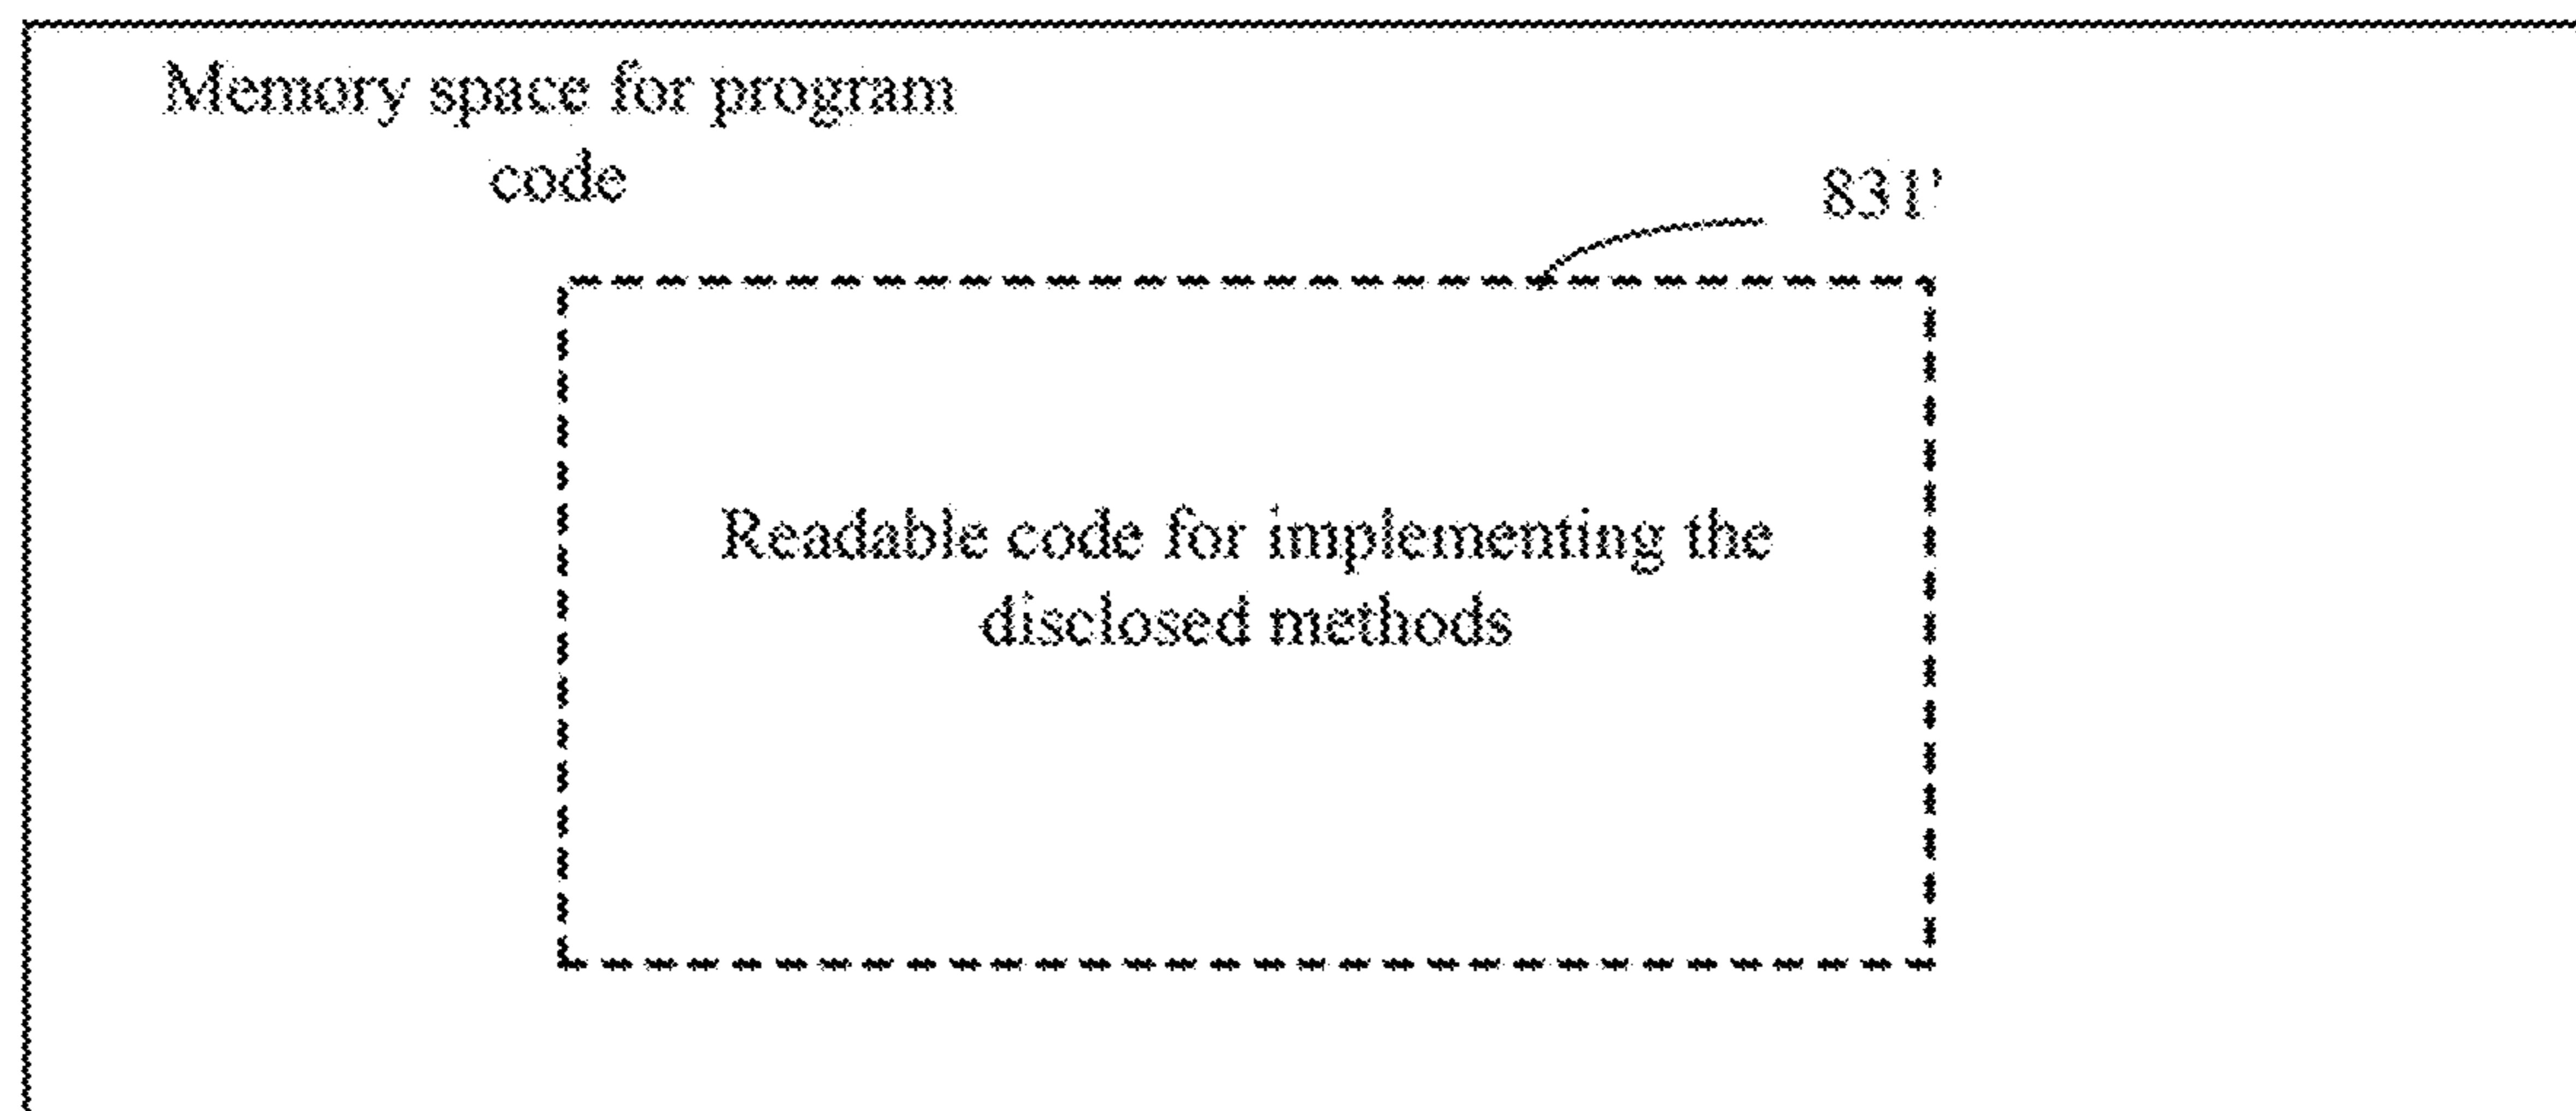 Memory space for program
code
831'
Readable code for implementing the
disclosed methods